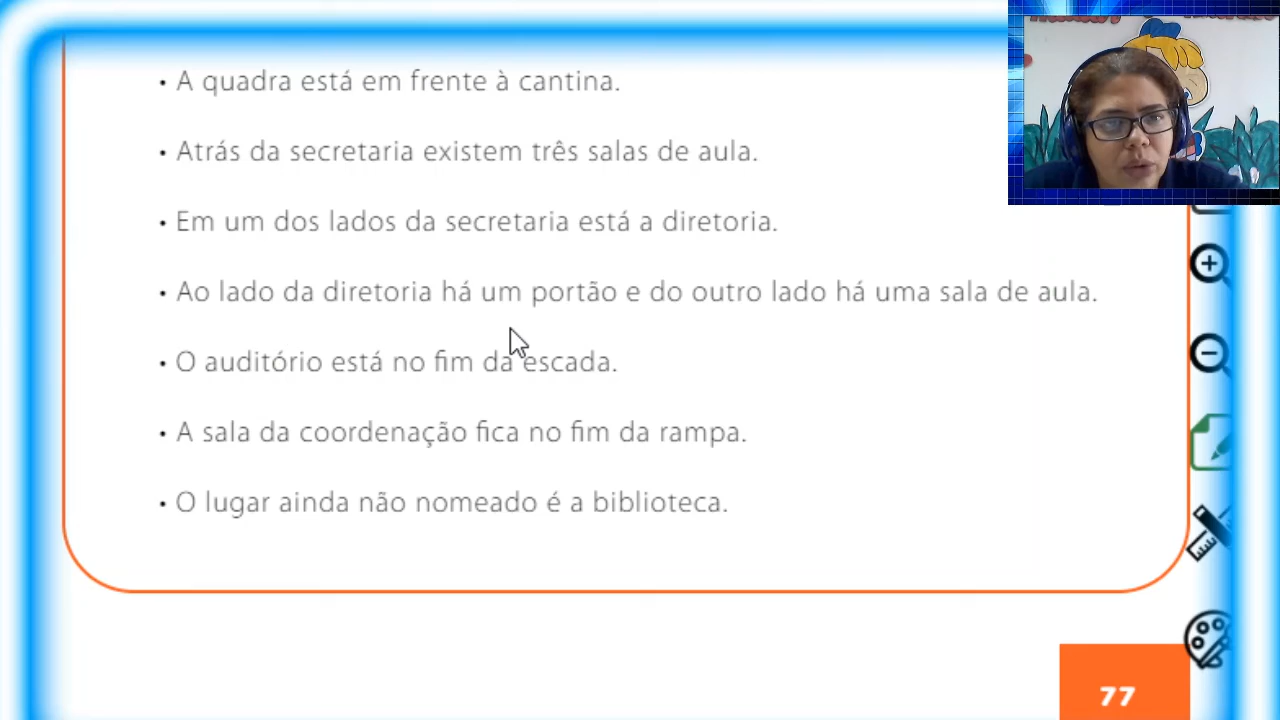 • A quadra está em frente à cantina.
• Atrás da secretaria existem três salas de aula.
• Em um dos lados da secretaria está a diretoria.
• Ao lado da diretoria há um portão e do outro lado há uma sala de aula.
• O auditório está no fim da escada.
• A sala da coordenação fica no fim da rampa.
• O lugar ainda não nomeado é a biblioteca.
77